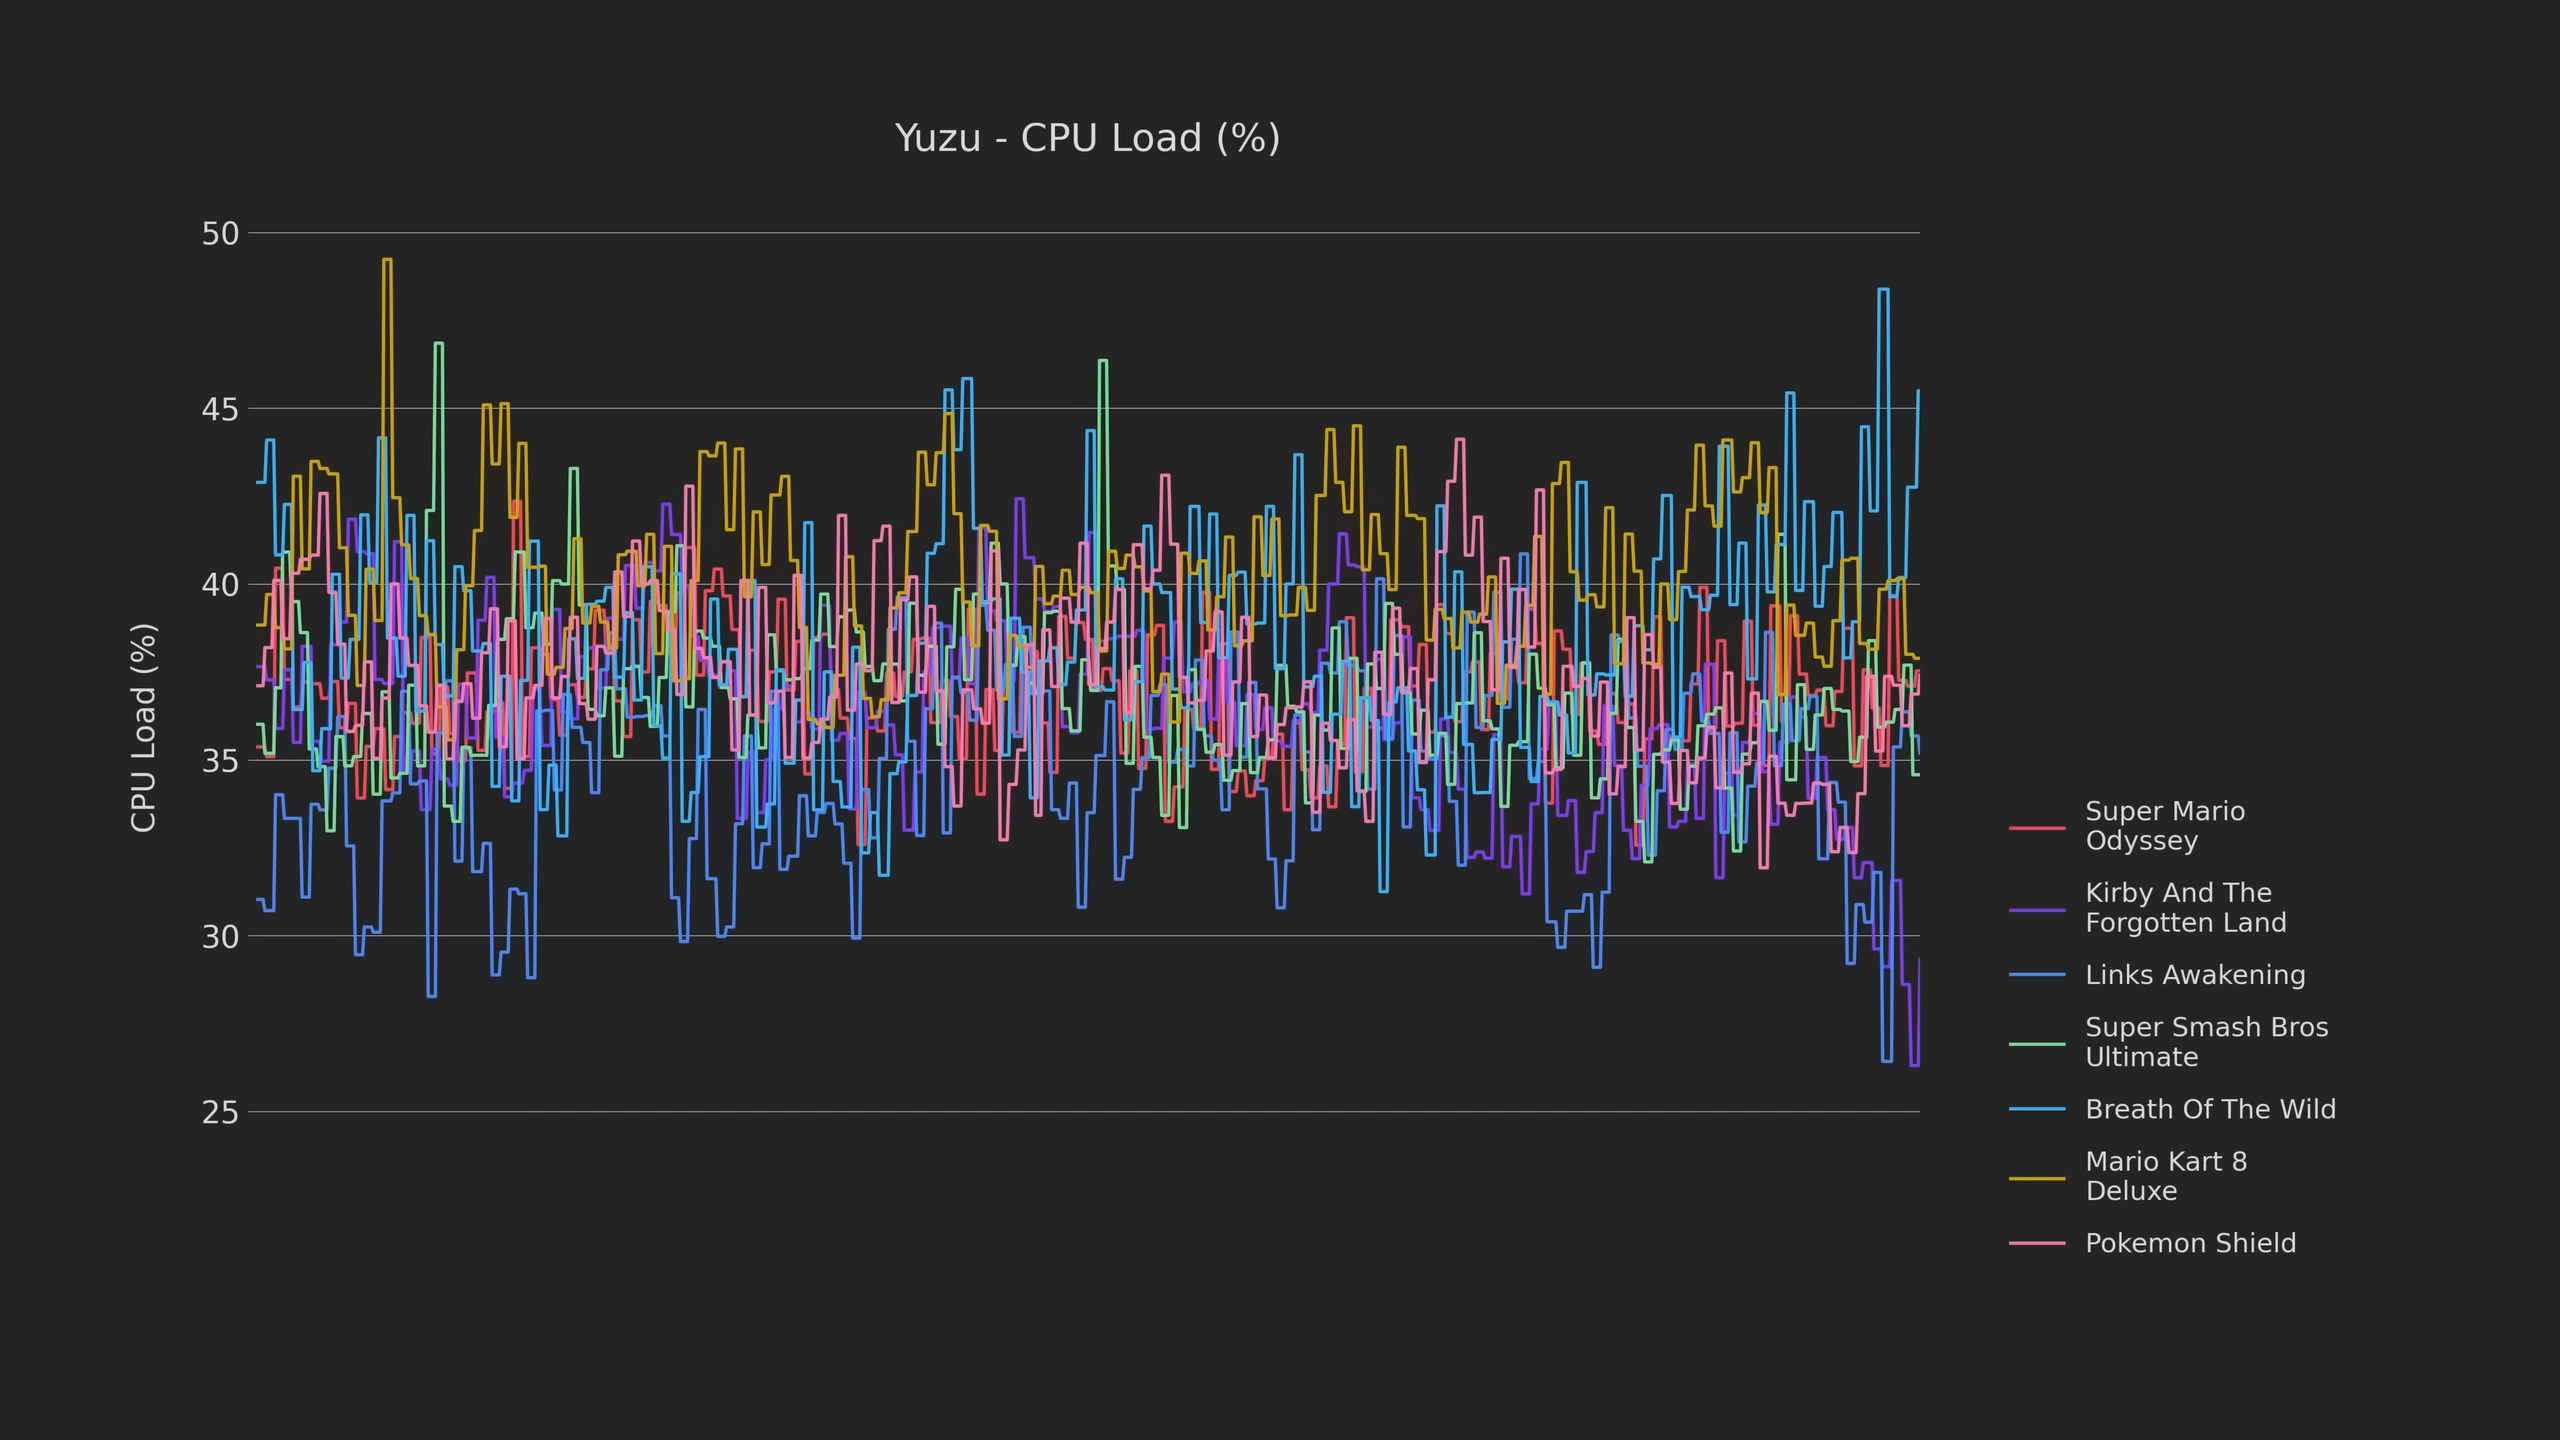 Yuzu - CPU Load (%)
50
45
40
35
30
25
CPU Load (%)
Super Mario
Odyssey
Kirby And The
Forgotten Land
Links Awakening
Super Smash Bros
Ultimate
Breath Of The Wild
Mario Kart 8
Deluxe
Pokemon Shield